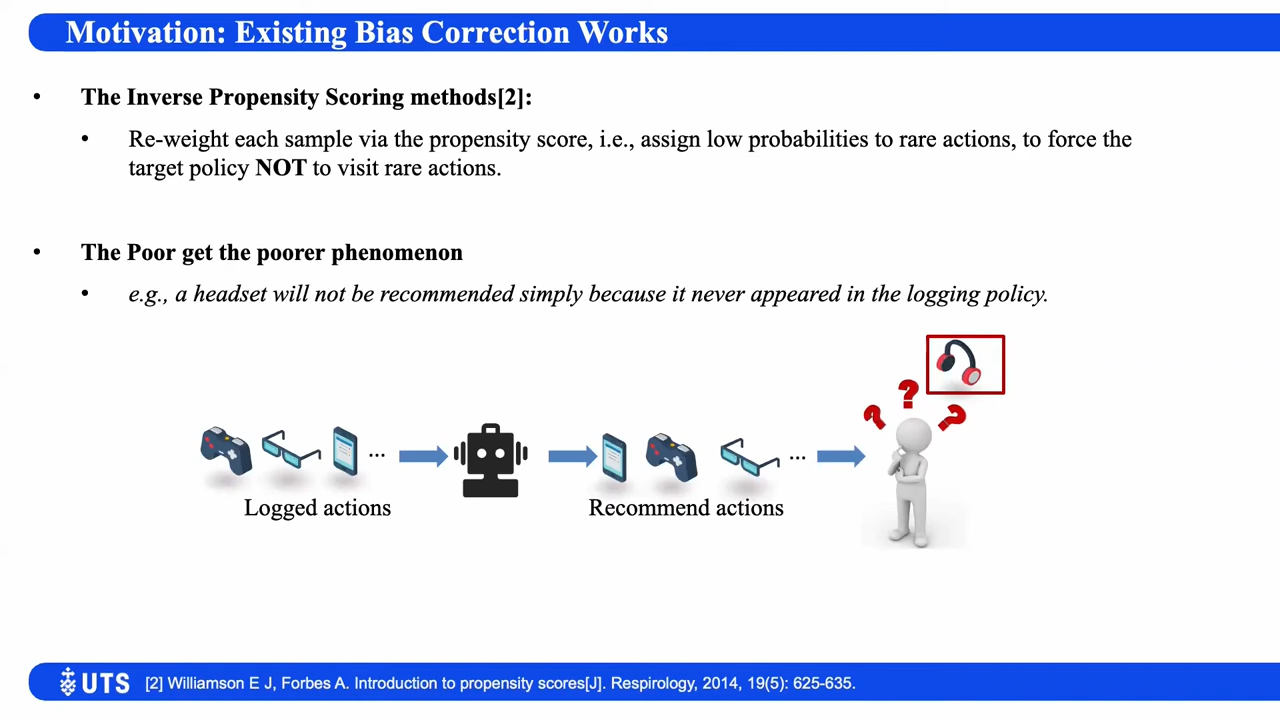 Motivation: Existing Bias Correction Works
• The Inverse Propensity Scoring methods[2]:
• Re-weight each sample via the propensity score, i.e., assign low probabilities to rare actions, to force the
target policy NOT to visit rare actions.
• The Poor get the poorer phenomenon
• e.g., a headset will not be recommended simply because it never appeared in the logging policy.
? ? ?
... ...
Logged actions Recommend actions
UTS [2] Williamson E J, Forbes A. Introduction to propensity scores[J]. Respirology, 2014, 19(5): 625-635.